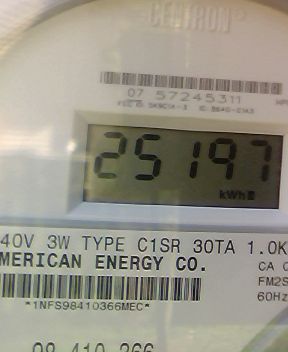 CENTRON
07 57245311
25197
kWh
40V 3W TYPE C1SR 30TA 1.0K
MERICAN ENERGY CO.
CA
FM2S
60Hz
*1NFS98410366MEC*
98 410 366